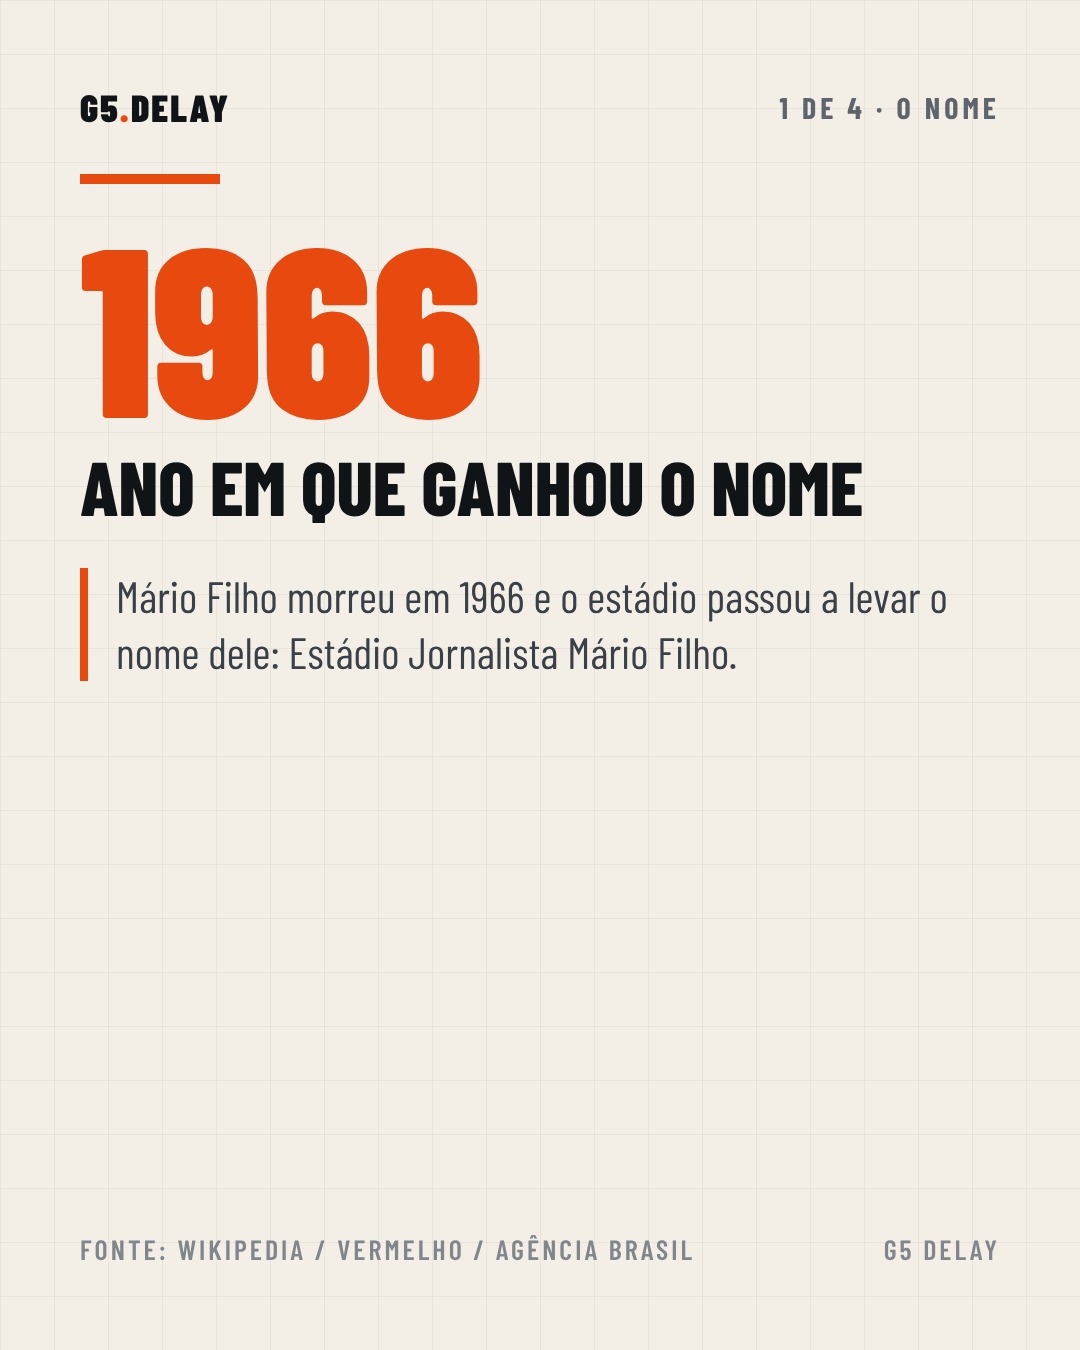 G5.DELAY
1 DE 4 · O NOME
1966
ANO EM QUE GANHOU O NOME
Mário Filho morreu em 1966 e o estádio passou a levar o
nome dele: Estádio Jornalista Mário Filho.
FONTE: WIKIPEDIA / VERMELHO / AGÊNCIA BRASIL
G5 DELAY